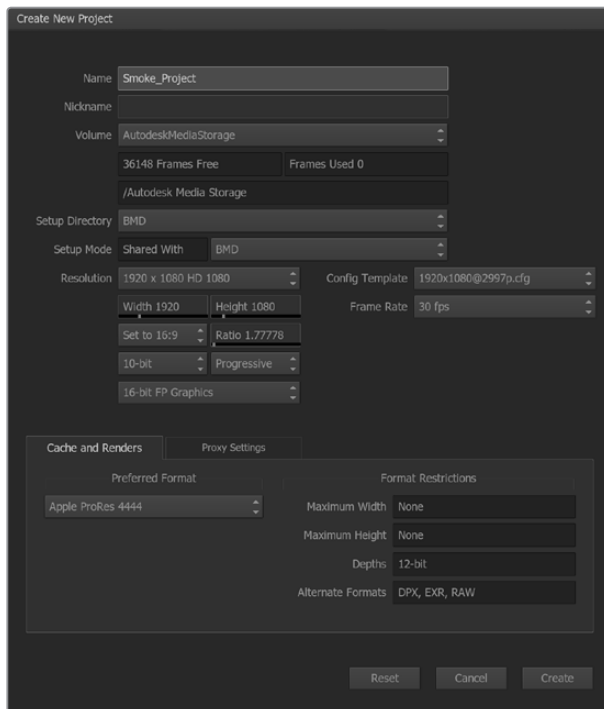 Create New Project
Name Smoke_Project
Nickname
Volume AutodeskMediaStorage
36148 Frames Free Frames Used 0
/Autodesk Media Storage
Setup Directory BMD
Setup Mode Shared With BMD
Resolution 1920 x 1080 HD 1080 Config Template 1920x1080@2997p.cfg
Width 1920 Height 1080 Frame Rate 30 fps
Set to 16:9 Ratio 1.77778
10-bit Progressive
16-bit FP Graphics
Cache and Renders Proxy Settings
Preferred Format Format Restrictions
Apple ProRes 4444 Maximum Width None
Maximum Height None
Depths 12-bit
Alternate Formats DPX, EXR, RAW
Reset Cancel Create